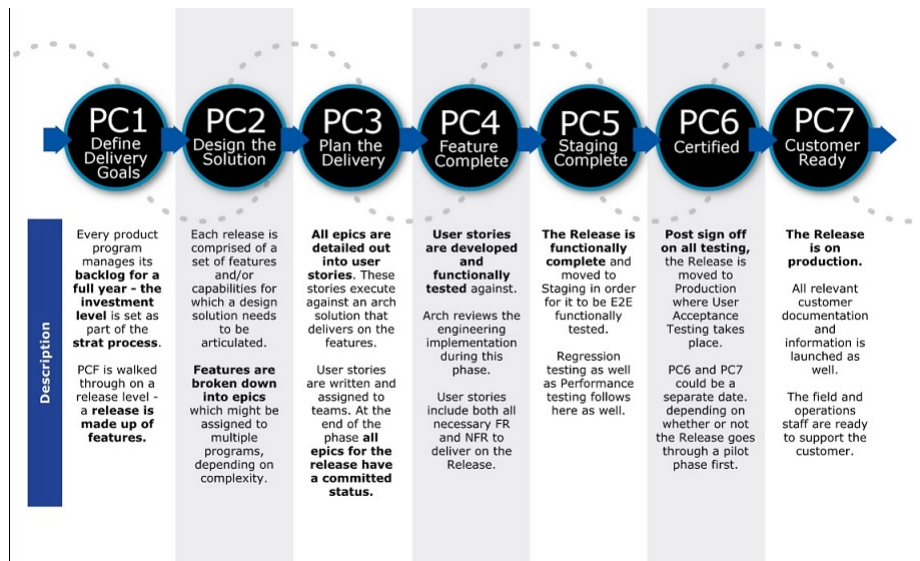 PC1
Define
Delivery
Goals
PC2
Design the
Solution
PC3
Plan the
Delivery
PC4
Feature
Complete
PC5
Staging
Complete
PC6
Certified
PC7
Customer
Ready
Description
Every product
program
manages its
backlog for a
full year - the
investment
level is set as
part of the
strat process.
PCF is walked
through on a
release level -
a release is
made up of
features.
Each release is
comprised of a
set of features
and/or
capabilities for
which a design
solution needs
to be
articulated.
Features are
broken down
into epics
which might be
assigned to
multiple
programs,
depending on
complexity.
All epics are
detailed out
into user
stories. These
stories execute
against an arch
solution that
delivers on the
features.
User stories
are written and
assigned to
teams. At the
end of the
phase all
epics for the
release have
a committed
status.
User stories
are developed
and
functionally
tested against.
Arch reviews the
engineering
implementation
during this
phase.
User stories
include both all
necessary FR
and NFR to
deliver on the
Release.
The Release is
functionally
complete and
moved to
Staging in order
for it to be E2E
functionally
tested.
Regression
testing as well
as Performance
testing follows
here as well.
Post sign off
on all testing,
the Release is
moved to
Production
where User
Acceptance
Testing takes
place.
PC6 and PC7
could be a
separate date.
depending on
whether or not
the Release goes
through a pilot
phase first.
The Release
is on
production.
All relevant
customer
documentation
and
information is
launched as
well.
The field and
operations
staff are ready
to support the
customer.